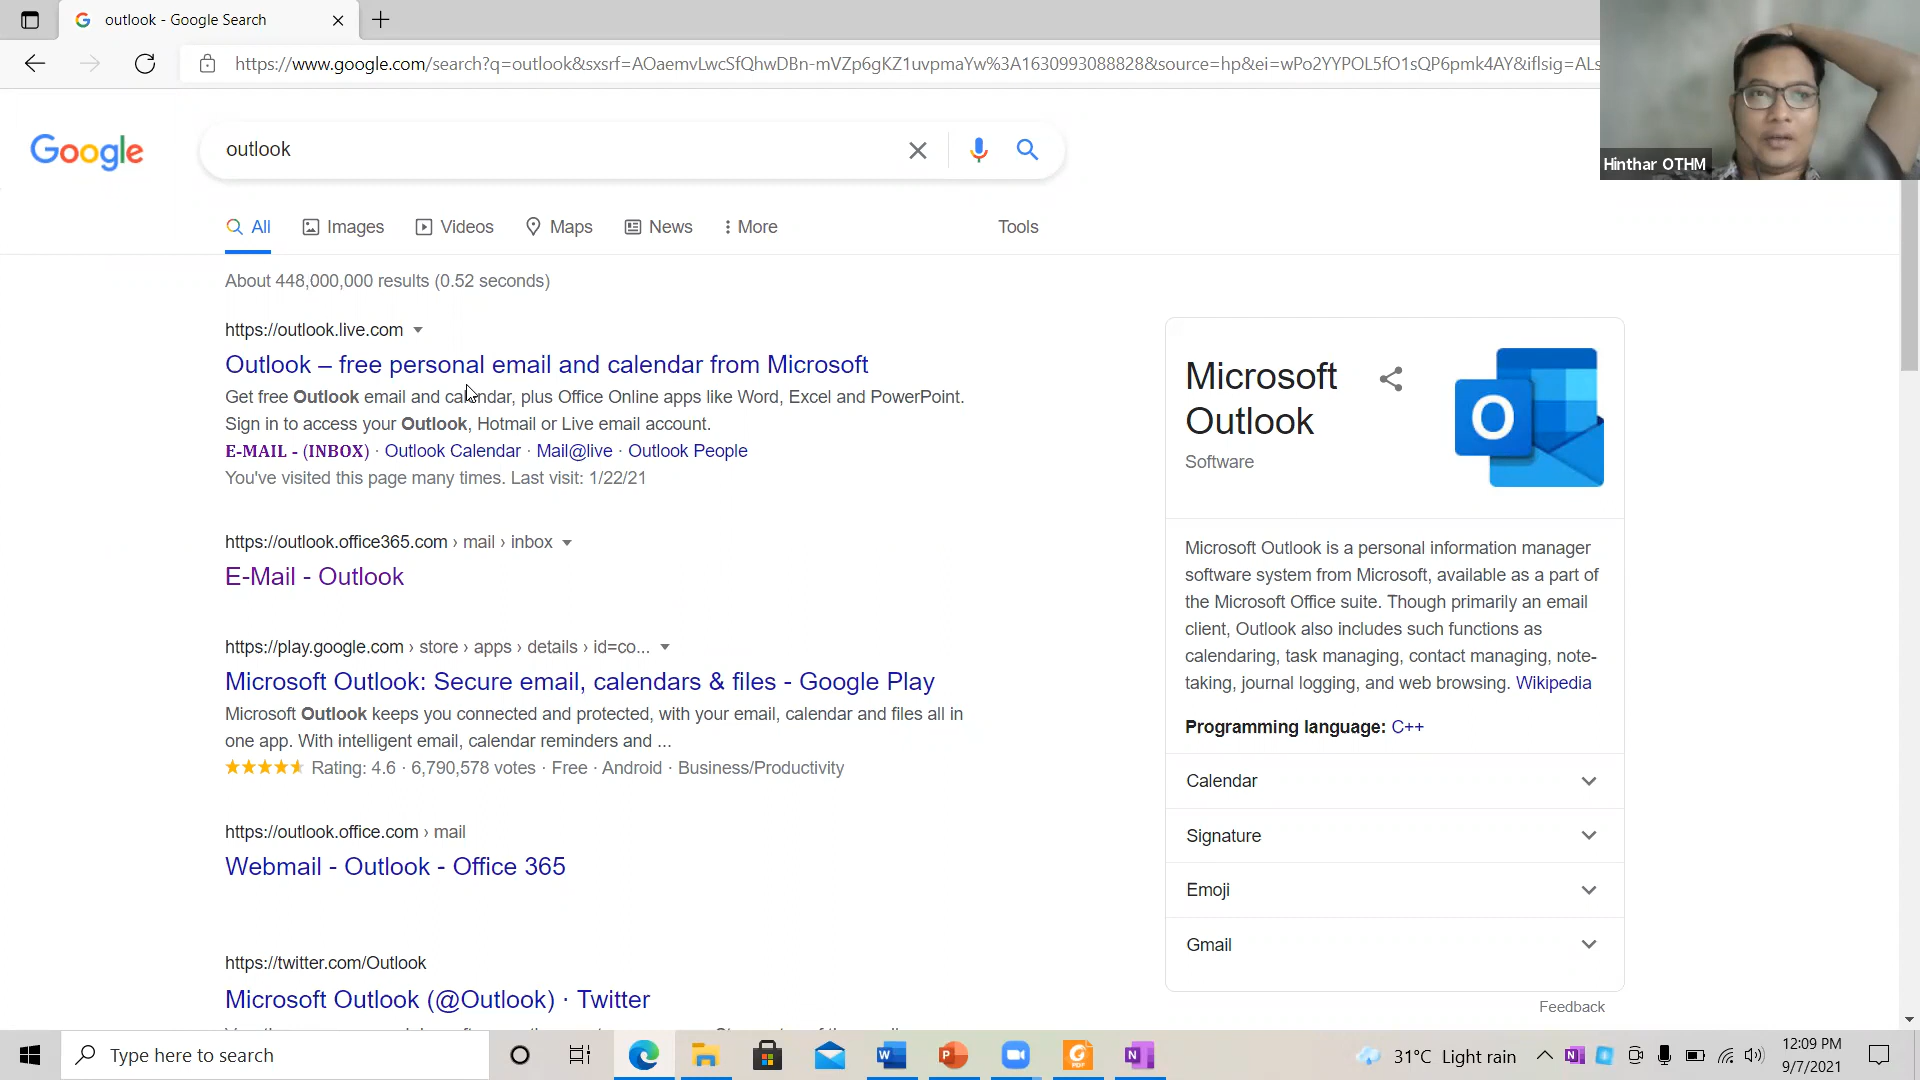 outlook - Google Search
https://www.google.com/search?q=outlook&sxsrf=AOaemvLwcSfQhwDBn-mVZp6gKZ1uvpmaYw%3A1630993088828&source=hp&ei=wPo2YYPOL5fO1sQP6pmk4AY&iflsig=ALs
Hinthar OTHM
Google
outlook
All
Images
Videos
Maps
News
More
Tools
About 448,000,000 results (0.52 seconds)
https://outlook.live.com
Outlook – free personal email and calendar from Microsoft
Get free Outlook email and calendar, plus Office Online apps like Word, Excel and PowerPoint.
Sign in to access your Outlook, Hotmail or Live email account.
E-MAIL - (INBOX) · Outlook Calendar · Mail@live · Outlook People
You've visited this page many times. Last visit: 1/22/21
https://outlook.office365.com › mail › inbox
E-Mail - Outlook
https://play.google.com › store › apps › details › id=co...
Microsoft Outlook: Secure email, calendars & files - Google Play
Microsoft Outlook keeps you connected and protected, with your email, calendar and files all in
one app. With intelligent email, calendar reminders and ...
Rating: 4.6 · 6,790,578 votes · Free · Android · Business/Productivity
https://outlook.office.com › mail
Webmail - Outlook - Office 365
https://twitter.com/Outlook
Microsoft Outlook (@Outlook) · Twitter
Microsoft
Outlook
Software
Microsoft Outlook is a personal information manager
software system from Microsoft, available as a part of
the Microsoft Office suite. Though primarily an email
client, Outlook also includes such functions as
calendaring, task managing, contact managing, note-
taking, journal logging, and web browsing. Wikipedia
Programming language: C++
Calendar
Signature
Emoji
Gmail
Feedback
Type here to search
31°C Light rain
12:09 PM
9/7/2021